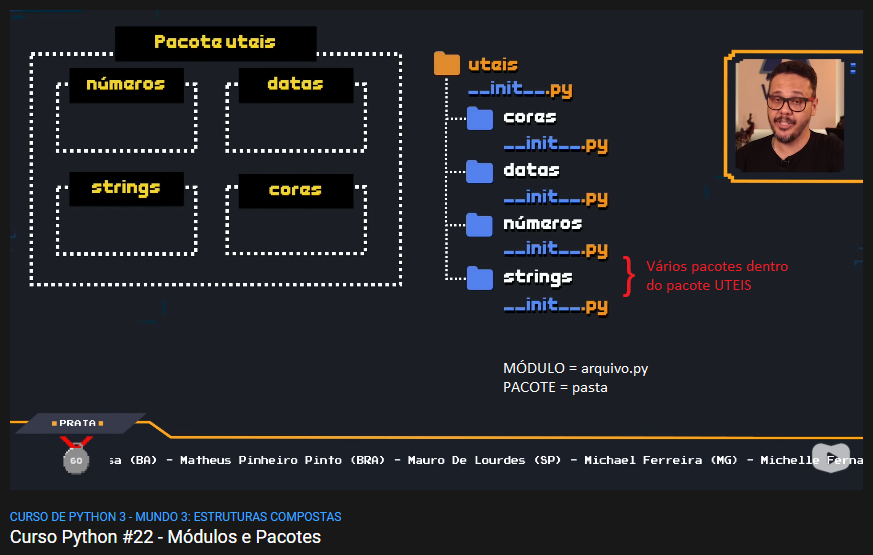 Pacote uteis
números
datas
strings
cores
uteis
__init__.py
cores
__init__.py
datas
__init__.py
números
__init__.py
strings
__init__.py
Vários pacotes dentro
do pacote UTEIS
MÓDULO = arquivo.py
PACOTE = pasta
PRATA
60
sa (BA) - Matheus Pinheiro Pinto (BRA) - Mauro De Lourdes (SP) - Michael Ferreira (MG) - Michelle Ferna
CURSO DE PYTHON 3 - MUNDO 3: ESTRUTURAS COMPOSTAS
Curso Python #22 - Módulos e Pacotes